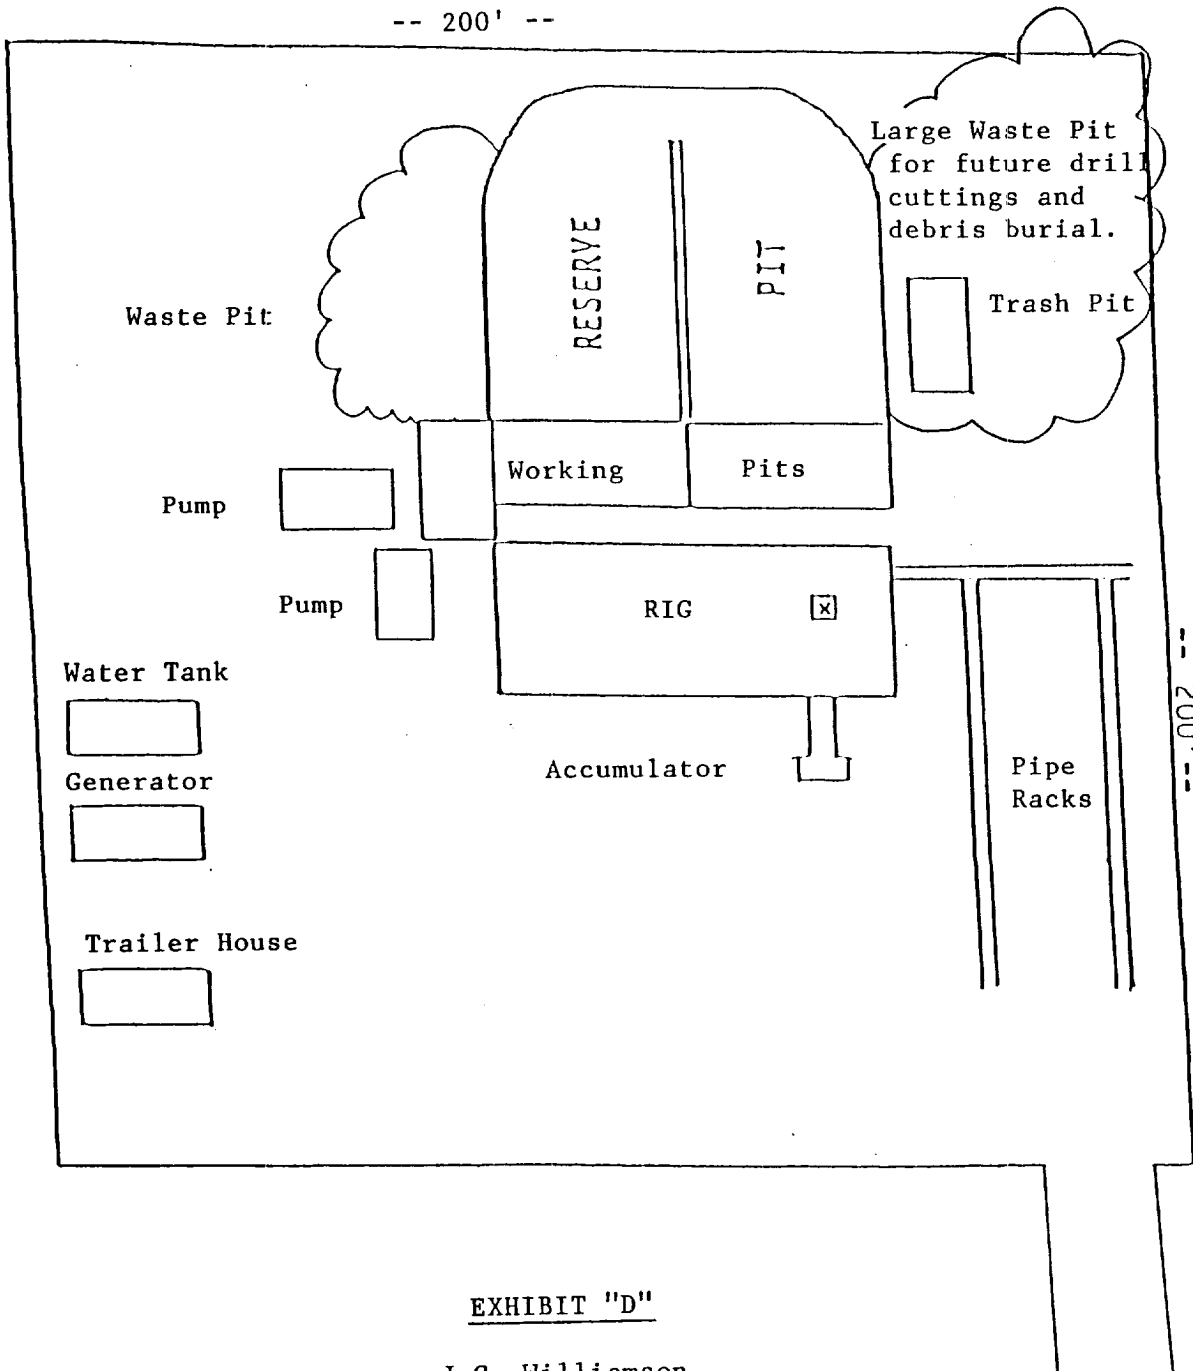 -- 200' --
Large Waste Pit
for future drill
cuttings and
debris burial.
RESERVE
PIT
Waste Pit
Trash Pit
Working
Pits
Pump
Pump
RIG
x
Water Tank
-- 200' --
Accumulator
Pipe
Racks
Generator
Trailer House
EXHIBIT "D"
J.C. Williamson